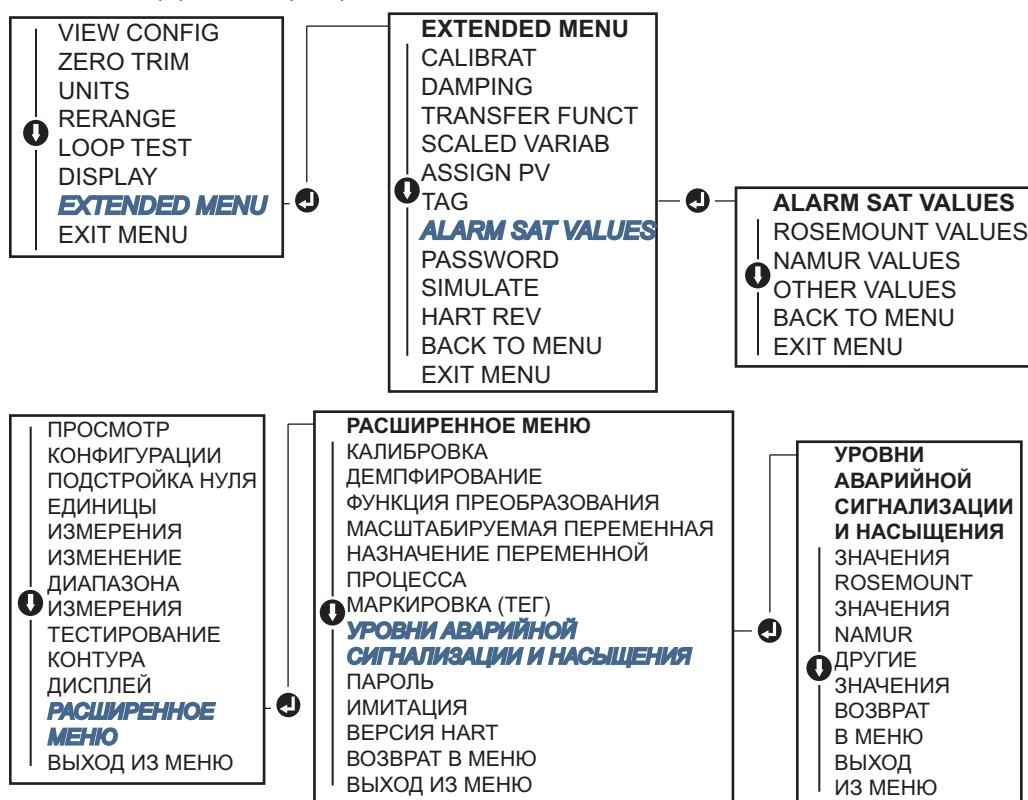 VIEW CONFIG
ZERO TRIM
UNITS
RERANGE
LOOP TEST
DISPLAY
EXTENDED MENU
EXIT MENU
EXTENDED MENU
CALIBRAT
DAMPING
TRANSFER FUNCT
SCALED VARIAB
ASSIGN PV
TAG
ALARM SAT VALUES
PASSWORD
SIMULATE
HART REV
BACK TO MENU
EXIT MENU
ALARM SAT VALUES
ROSEMOUNT VALUES
NAMUR VALUES
OTHER VALUES
BACK TO MENU
EXIT MENU
ПРОСМОТР
КОНФИГУРАЦИИ
ПОДСТРОЙКА НУЛЯ
ЕДИНИЦЫ
ИЗМЕРЕНИЯ
ИЗМЕНЕНИЕ
ДИАПАЗОНА
ИЗМЕРЕНИЯ
ТЕСТИРОВАНИЕ
КОНТУРА
ДИСПЛЕЙ
РАСШИРЕННОЕ
МЕНЮ
ВЫХОД ИЗ МЕНЮ
РАСШИРЕННОЕ МЕНЮ
КАЛИБРОВКА
ДЕМПФИРОВАНИЕ
ФУНКЦИЯ ПРЕОБРАЗОВАНИЯ
МАСШТАБИРУЕМАЯ ПЕРЕМЕННАЯ
НАЗНАЧЕНИЕ ПЕРЕМЕННОЙ
ПРОЦЕССА
МАРКИРОВКА (ТЕГ)
УРОВНИ АВАРИЙНОЙ
СИГНАЛИЗАЦИИ И НАСЫЩЕНИЯ
ПАРОЛЬ
ИМИТАЦИЯ
ВЕРСИЯ HART
ВОЗВРАТ В МЕНЮ
ВЫХОД ИЗ МЕНЮ
УРОВНИ
АВАРИЙНОЙ
СИГНАЛИЗАЦИИ
И НАСЫЩЕНИЯ
ЗНАЧЕНИЯ
ROSEMOUNT
ЗНАЧЕНИЯ
NAMUR
ДРУГИЕ
ЗНАЧЕНИЯ
ВОЗВРАТ
В МЕНЮ
ВЫХОД
ИЗ МЕНЮ